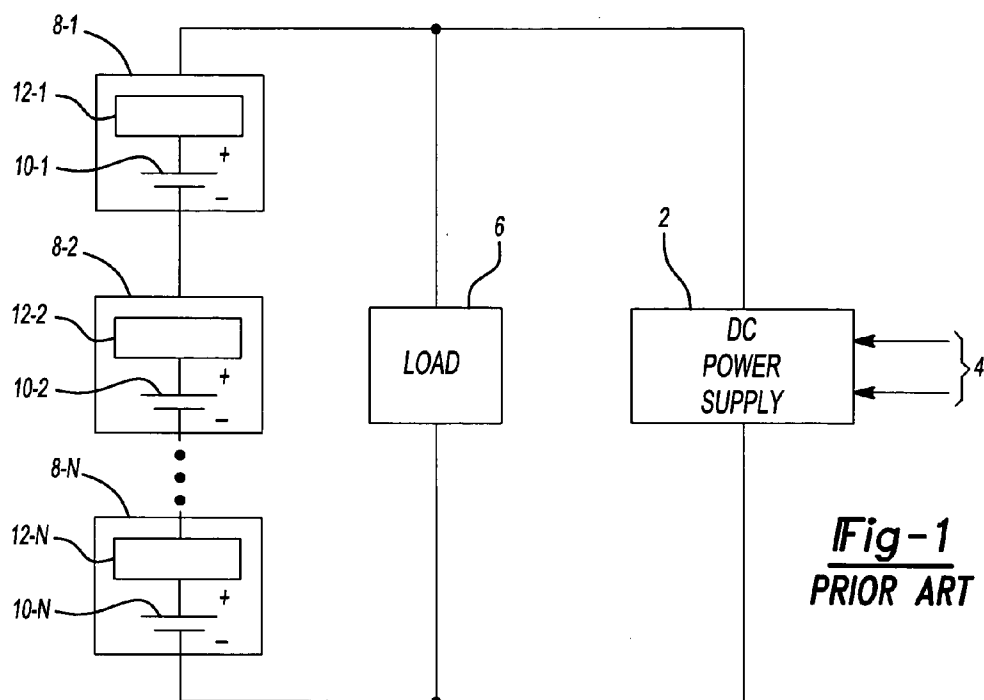 8-1
12-1
+
10-1
−
8-2
12-2
+
10-2
−
8-N
12-N
+
10-N
−
6
LOAD
2
DC
POWER
SUPPLY
4
Fig-1
PRIOR ART